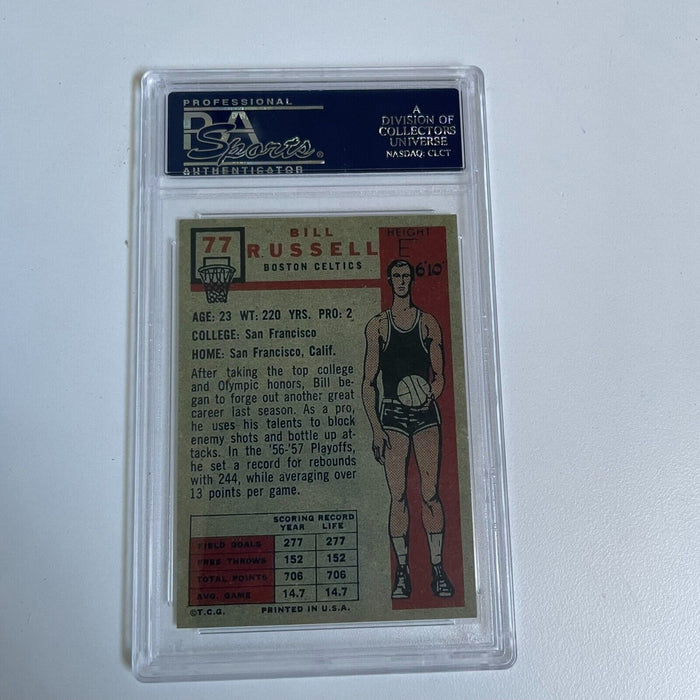 PROFESSIONAL
PSA
Sports®
AUTHENTICATOR
A
DIVISION OF
COLLECTORS
UNIVERSE
NASDAQ: CLCT
77
BILL
RUSSELL
BOSTON CELTICS
HEIGHT
E
6'10"
AGE: 23 WT: 220 YRS. PRO: 2
COLLEGE: San Francisco
HOME: San Francisco, Calif.
After taking the top college
and Olympic honors, Bill be-
gan to forge out another great
career last season. As a pro,
he uses his talents to block
enemy shots and bottle up at-
tacks. In the '56-'57 Playoffs,
he set a record for rebounds
with 244, while averaging over
13 points per game.
SCORING RECORD
YEAR LIFE
FIELD GOALS 277 277
FREE THROWS 152 152
TOTAL POINTS 706 706
AVG. GAME 14.7 14.7
©T.C.G. PRINTED IN U.S.A.